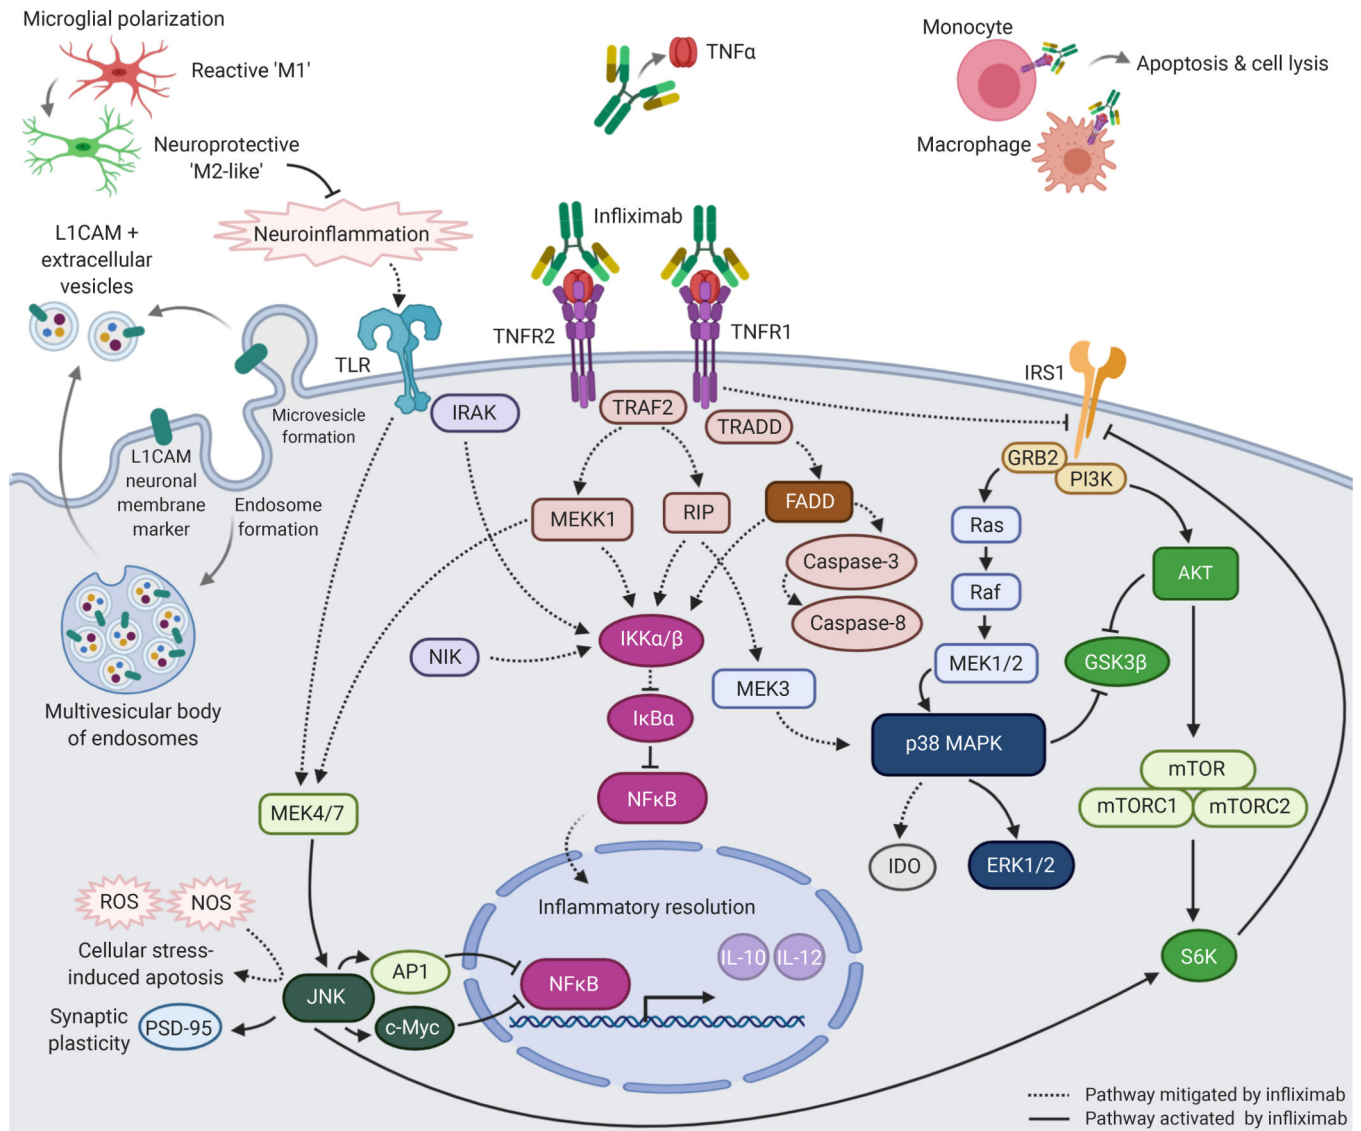 Microglial polarization
Reactive 'M1'
Neuroprotective
'M2-like'
Neuroinflammation
TNFα
Monocyte
Apoptosis & cell lysis
Macrophage
L1CAM +
extracellular
vesicles
Infliximab
TNFR2
TNFR1
TLR
IRS1
IRAK
TRAF2
TRADD
Microvesicle
formation
L1CAM
neuronal
membrane
marker
Endosome
formation
GRB2
PI3K
MEKK1
RIP
FADD
Ras
Caspase-3
AKT
Raf
Caspase-8
IKKα/β
NIK
MEK1/2
GSK3β
MEK3
Multivesicular body
of endosomes
IκBα
p38 MAPK
mTOR
mTORC1
mTORC2
NFκB
MEK4/7
IDO
ERK1/2
ROS
NOS
Inflammatory resolution
Cellular stress-
induced apotosis
AP1
IL-10
IL-12
S6K
NFκB
JNK
c-Myc
Synaptic
plasticity
PSD-95
Pathway mitigated by infliximab
Pathway activated by infliximab